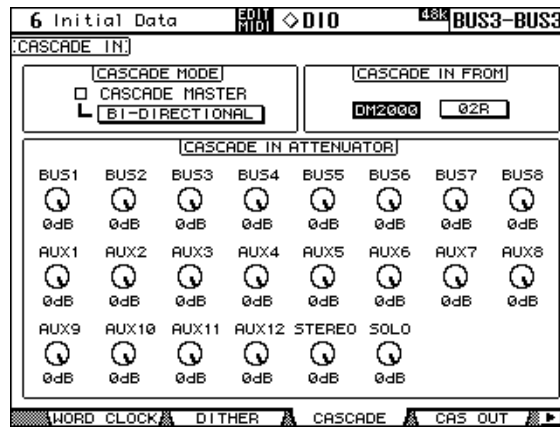 6 Initial Data EDIT MIDI ◇DIO 48K BUS3-BUS3
CASCADE IN
CASCADE MODE CASCADE IN FROM
CASCADE MASTER
BI-DIRECTIONAL DM2000 02R
CASCADE IN ATTENUATOR
BUS1 BUS2 BUS3 BUS4 BUS5 BUS6 BUS7 BUS8
0dB 0dB 0dB 0dB 0dB 0dB 0dB 0dB
AUX1 AUX2 AUX3 AUX4 AUX5 AUX6 AUX7 AUX8
0dB 0dB 0dB 0dB 0dB 0dB 0dB 0dB
AUX9 AUX10 AUX11 AUX12 STEREO SOLO
0dB 0dB 0dB 0dB 0dB 0dB
WORD CLOCK DITHER CASCADE CAS OUT